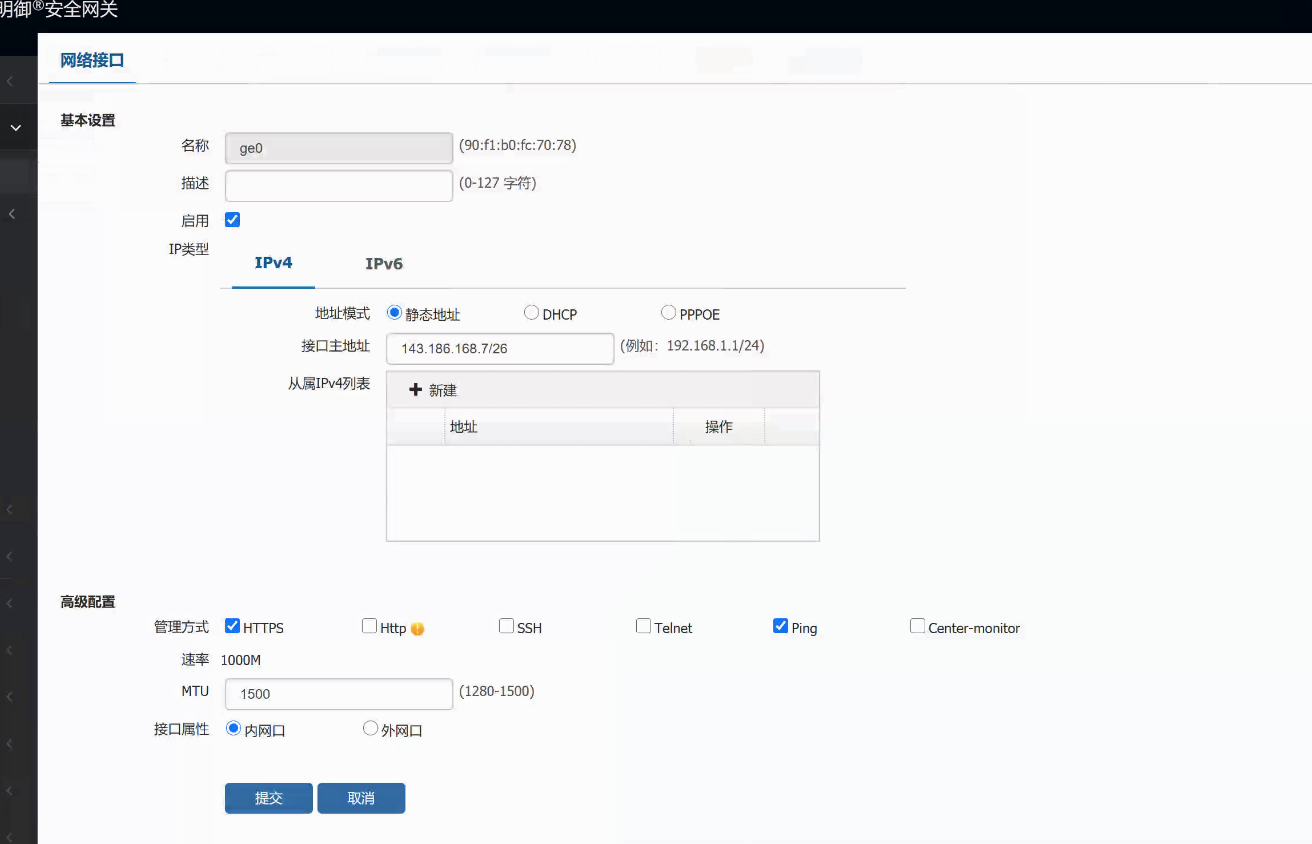 明御®安全网关
网络接口
基本设置
名称 ge0 (90:f1:b0:fc:70:78)
描述 (0-127 字符)
启用
IP类型 IPv4 IPv6
地址模式 静态地址 DHCP PPPOE
接口主地址 143.186.168.7/26 (例如：192.168.1.1/24)
从属IPv4列表 新建
地址 操作
高级配置
管理方式 HTTPS Http SSH Telnet Ping Center-monitor
速率 1000M
MTU 1500 (1280-1500)
接口属性 内网口 外网口
提交 取消